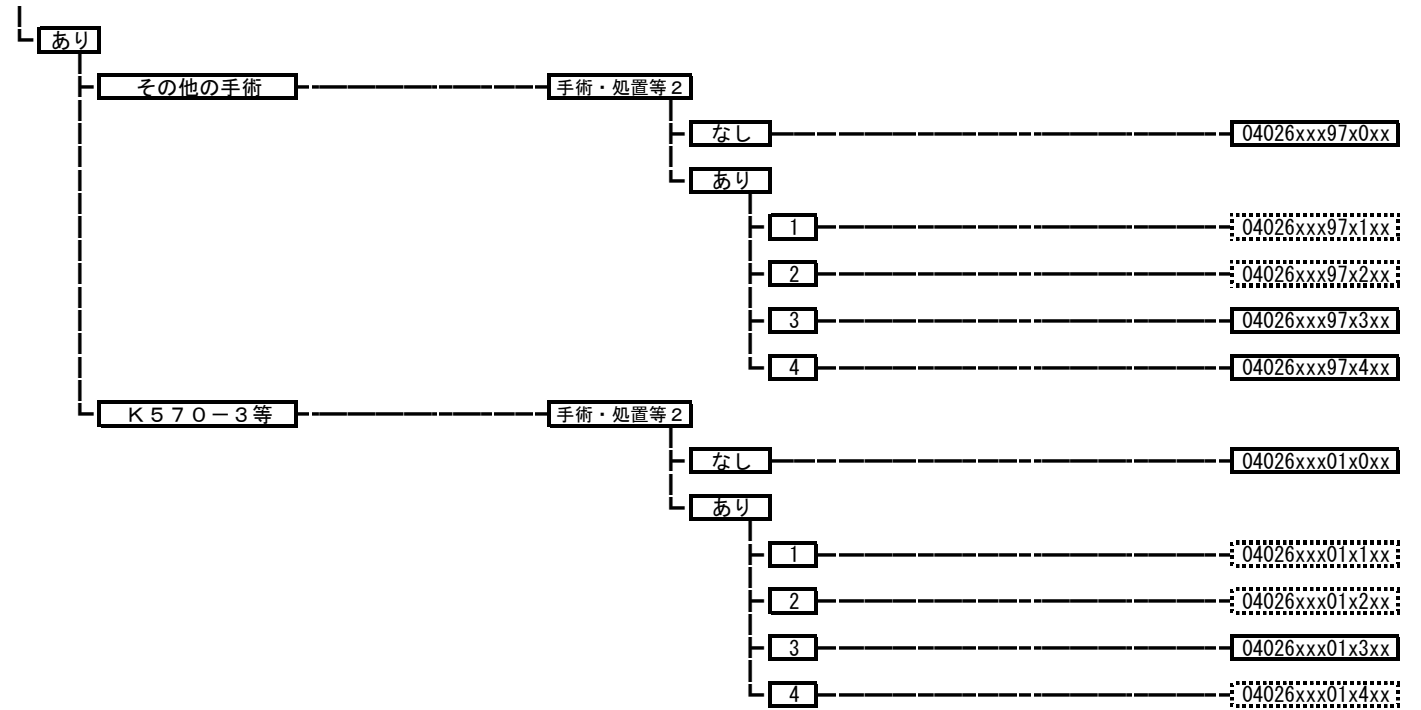 あり
その他の手術 手術・処置等2
なし 04026xxx97x0xx
あり
1 04026xxx97x1xx
2 04026xxx97x2xx
3 04026xxx97x3xx
4 04026xxx97x4xx
K570-3等 手術・処置等2
なし 04026xxx01x0xx
あり
1 04026xxx01x1xx
2 04026xxx01x2xx
3 04026xxx01x3xx
4 04026xxx01x4xx